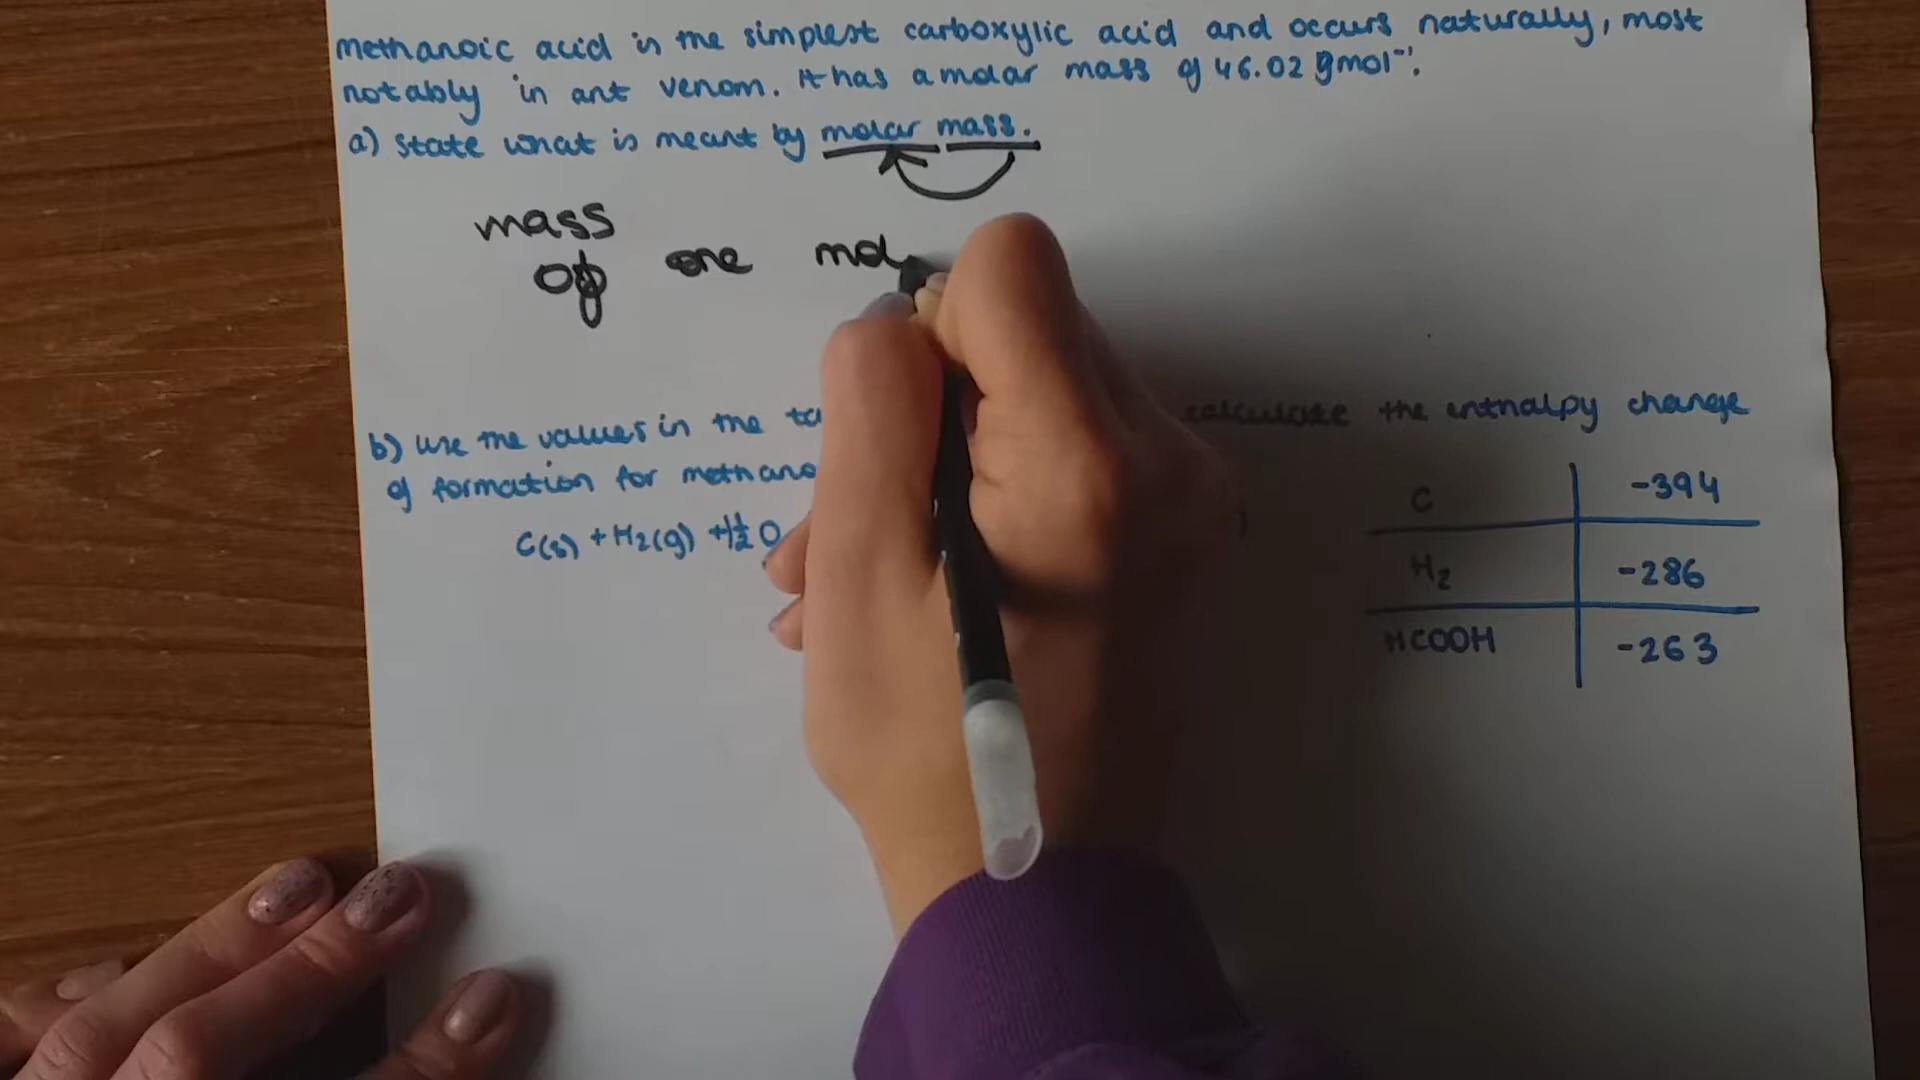 methanoic acid is the simplest carboxylic acid and occurs naturally, most
notably in ant venom. It has a molar mass of 46.02 gmol⁻¹.
a) state what is meant by molar mass.
mass
of one mol
b) use the values in the calculate the enthalpy change
of formation for
C(s) + H₂(g) + 1½ O
C -394
H₂ -286
HCOOH -263